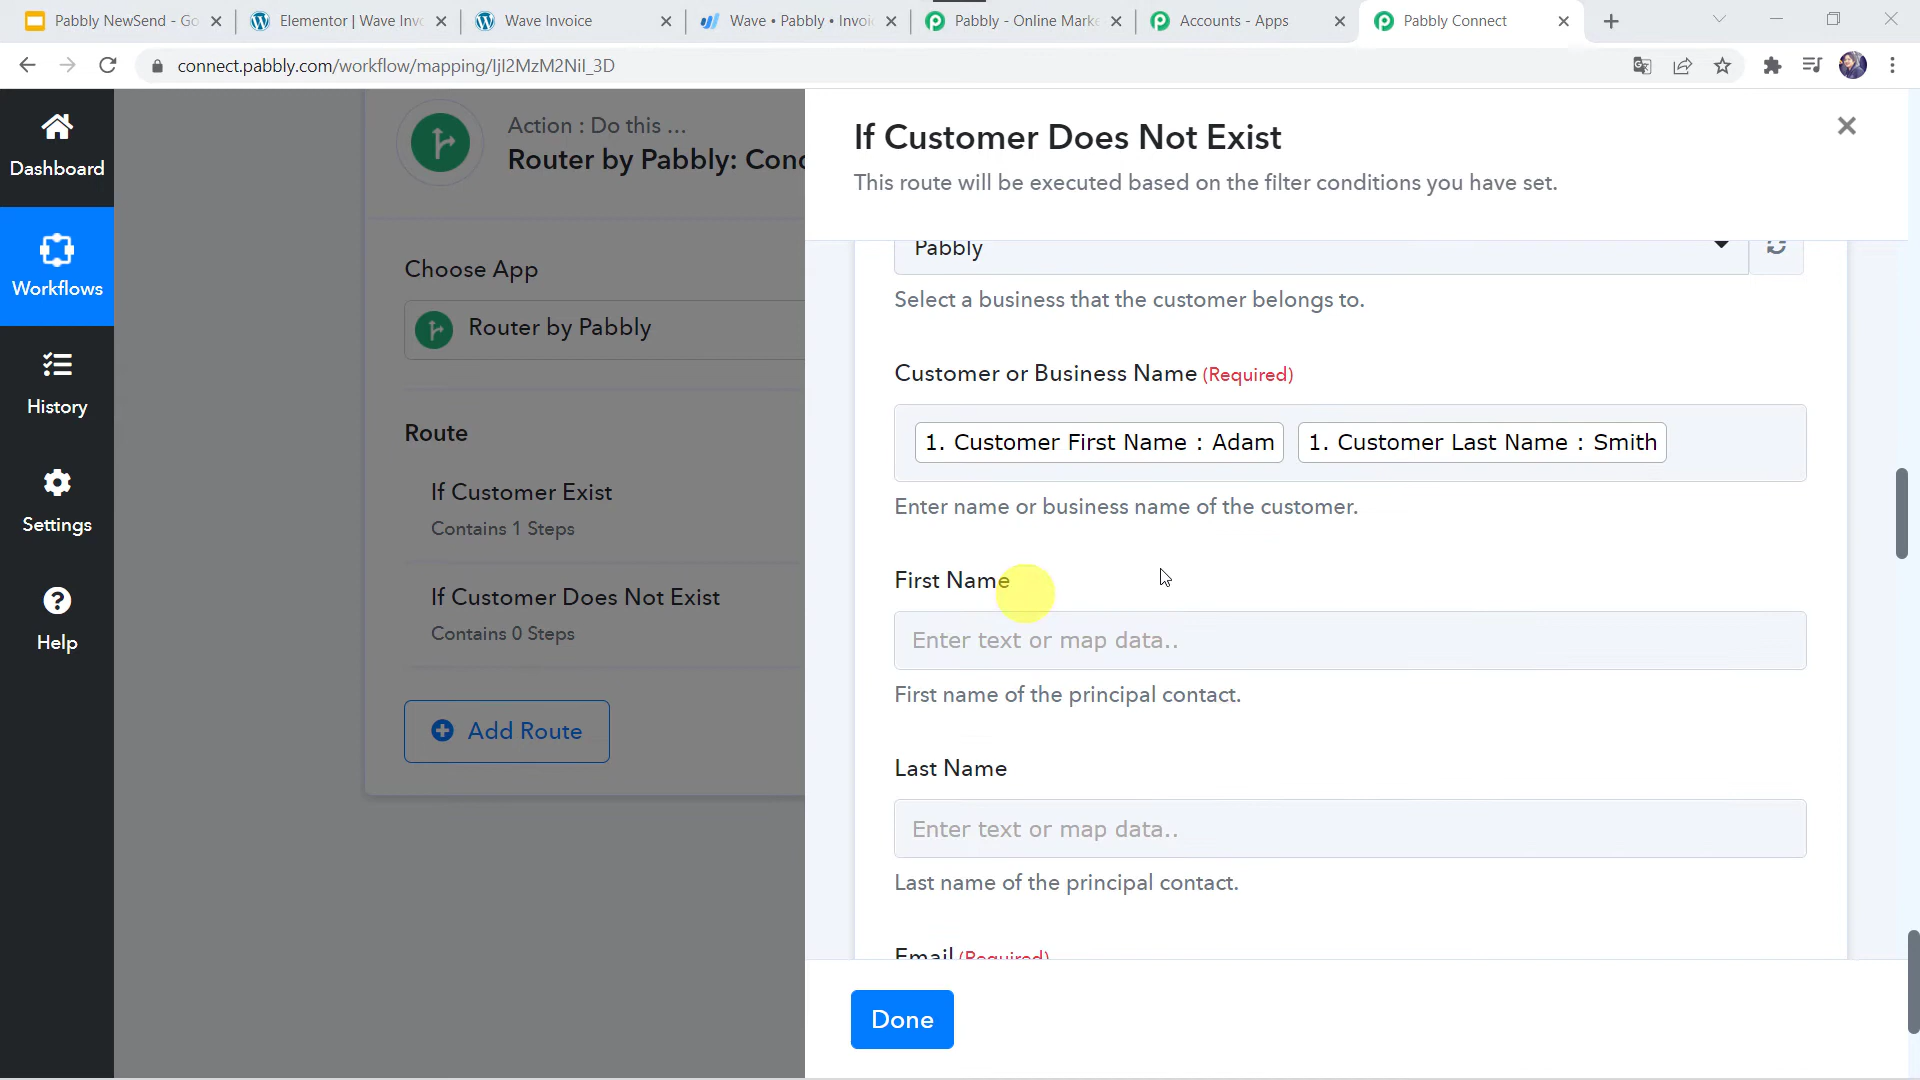 Pabbly NewSend - Go
Elementor | Wave Invo
Wave Invoice
Wave • Pabbly • Invoic
Pabbly - Online Marke
Accounts - Apps
Pabbly Connect
connect.pabbly.com/workflow/mapping/IjI2MzM2NiI_3D
Dashboard
Workflows
History
Settings
Help
Action : Do this ...
Router by Pabbly: Conc
Choose App
Router by Pabbly
Route
If Customer Exist
Contains 1 Steps
If Customer Does Not Exist
Contains 0 Steps
Add Route
If Customer Does Not Exist
This route will be executed based on the filter conditions you have set.
Pabbly
Select a business that the customer belongs to.
Customer or Business Name (Required)
1. Customer First Name : Adam 1. Customer Last Name : Smith
Enter name or business name of the customer.
First Name
Enter text or map data..
First name of the principal contact.
Last Name
Enter text or map data..
Last name of the principal contact.
Email (Required)
Done